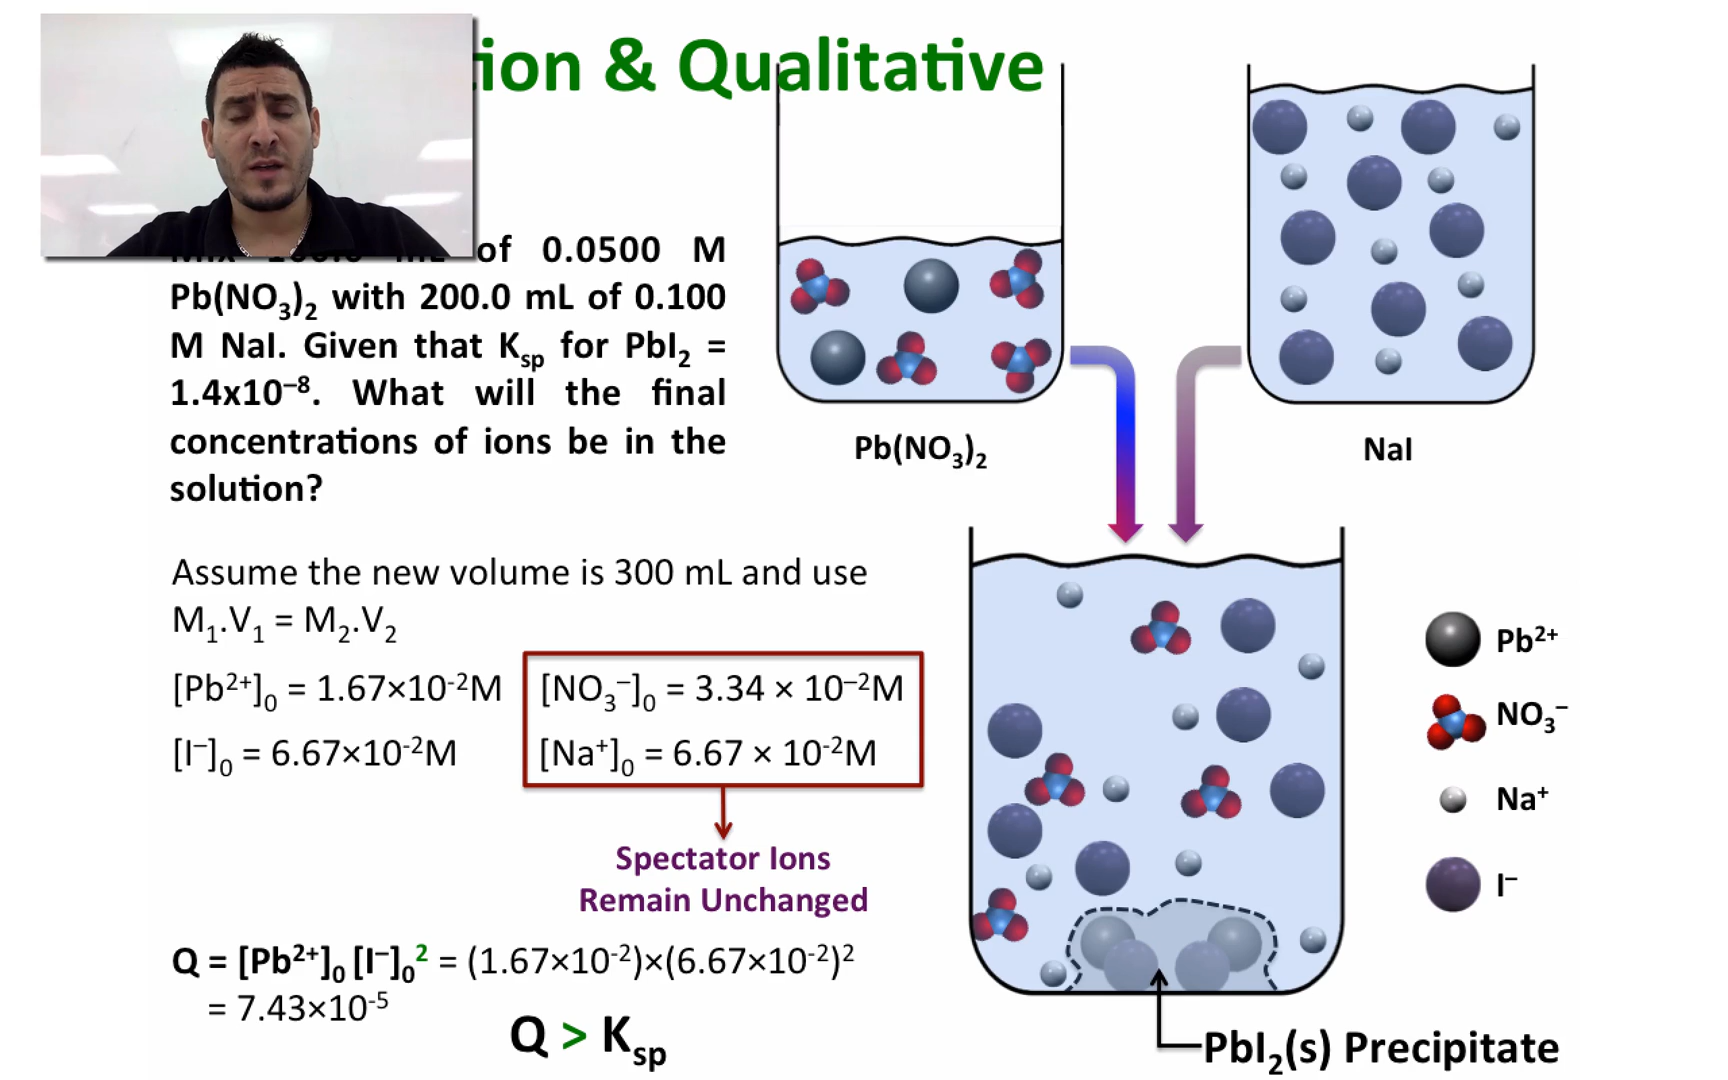 ion & Qualitative
of 0.0500 M
Pb(NO₃)₂ with 200.0 mL of 0.100
M NaI. Given that Kₛₚ for PbI₂ =
1.4x10⁻⁸. What will the final
concentrations of ions be in the
solution?
Pb(NO₃)₂
NaI
Assume the new volume is 300 mL and use
M₁.V₁ = M₂.V₂
[Pb²⁺]₀ = 1.67×10⁻²M
[NO₃⁻]₀ = 3.34 × 10⁻²M
[I⁻]₀ = 6.67×10⁻²M
[Na⁺]₀ = 6.67 × 10⁻²M
Spectator Ions
Remain Unchanged
Q = [Pb²⁺]₀ [I⁻]₀² = (1.67×10⁻²)×(6.67×10⁻²)²
= 7.43×10⁻⁵
Q > Kₛₚ
Pb²⁺
NO₃⁻
Na⁺
I⁻
PbI₂(s) Precipitate